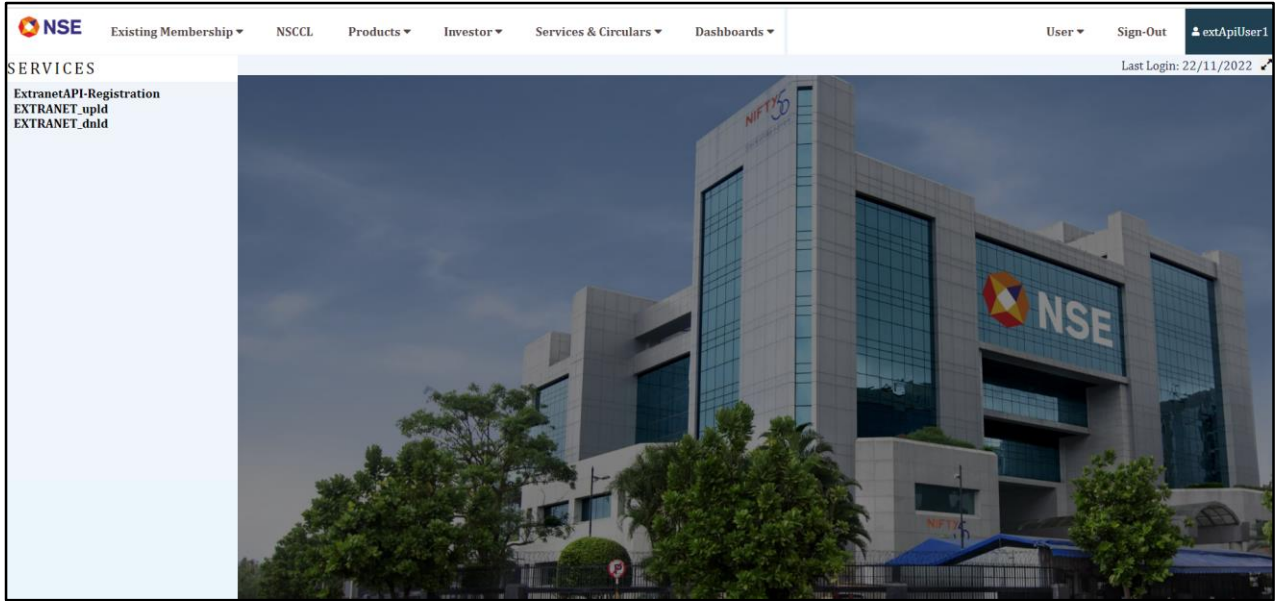 NSE Existing Membership NSCCL Products Investor Services & Circulars Dashboards User Sign-Out extApiUser1
SERVICES Last Login: 22/11/2022
ExtranetAPI-Registration
EXTRANET_upld
EXTRANET_dnld
NIFTY50
NSE
NIFTY
P